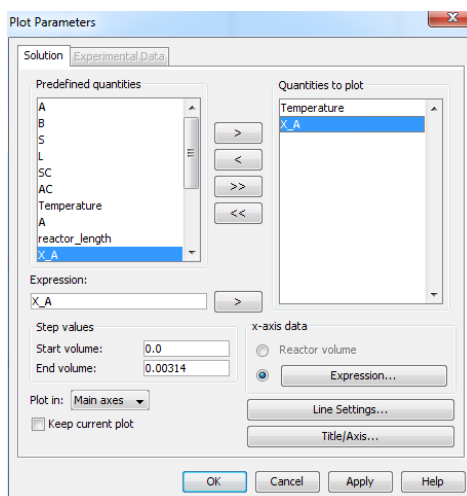 Plot Parameters
Solution
Experimental Data
Predefined quantities
A
B
S
L
SC
AC
Temperature
A
reactor_length
X_A
>
<
>>
<<
Quantities to plot
Temperature
X_A
Expression:
X_A
>
Step values
Start volume: 0.0
End volume: 0.00314
x-axis data
Reactor volume
Expression...
Plot in: Main axes
Keep current plot
Line Settings...
Title/Axis...
OK Cancel Apply Help